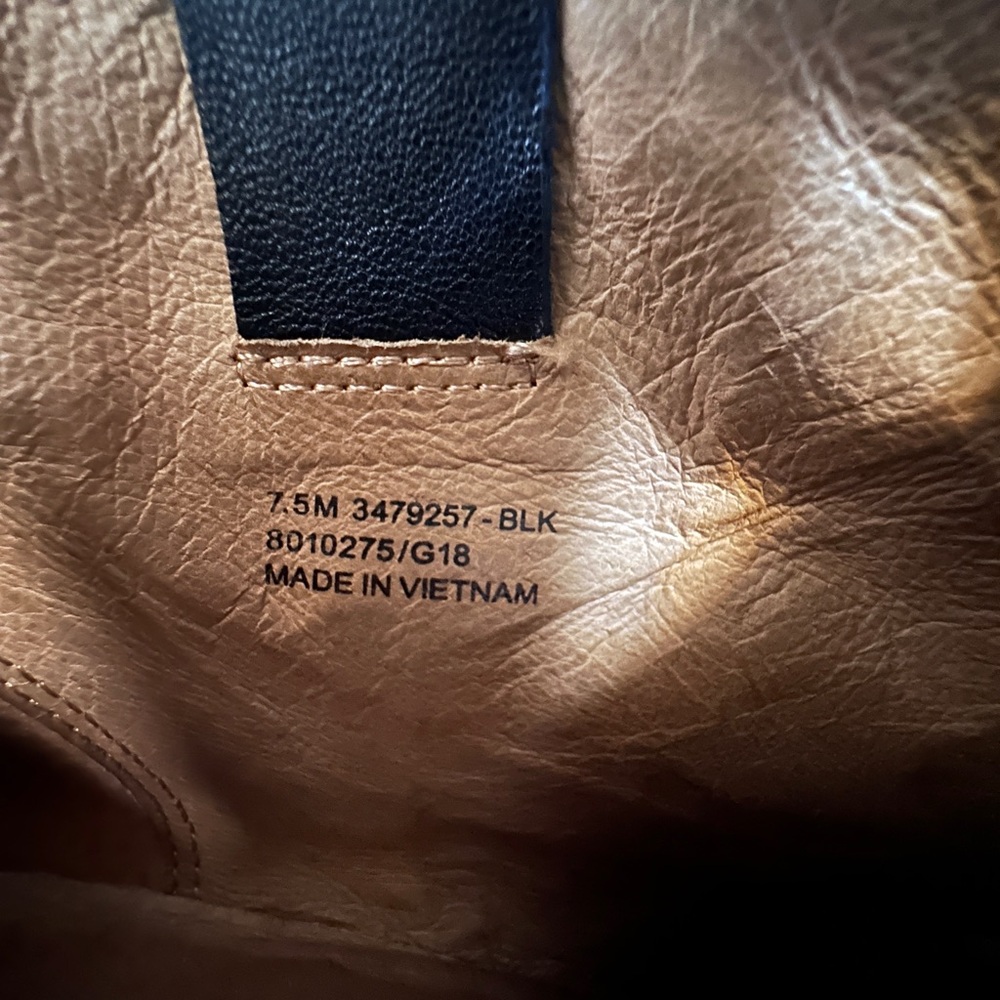 7.5M 3479257-BLK
8010275/G18
MADE IN VIETNAM